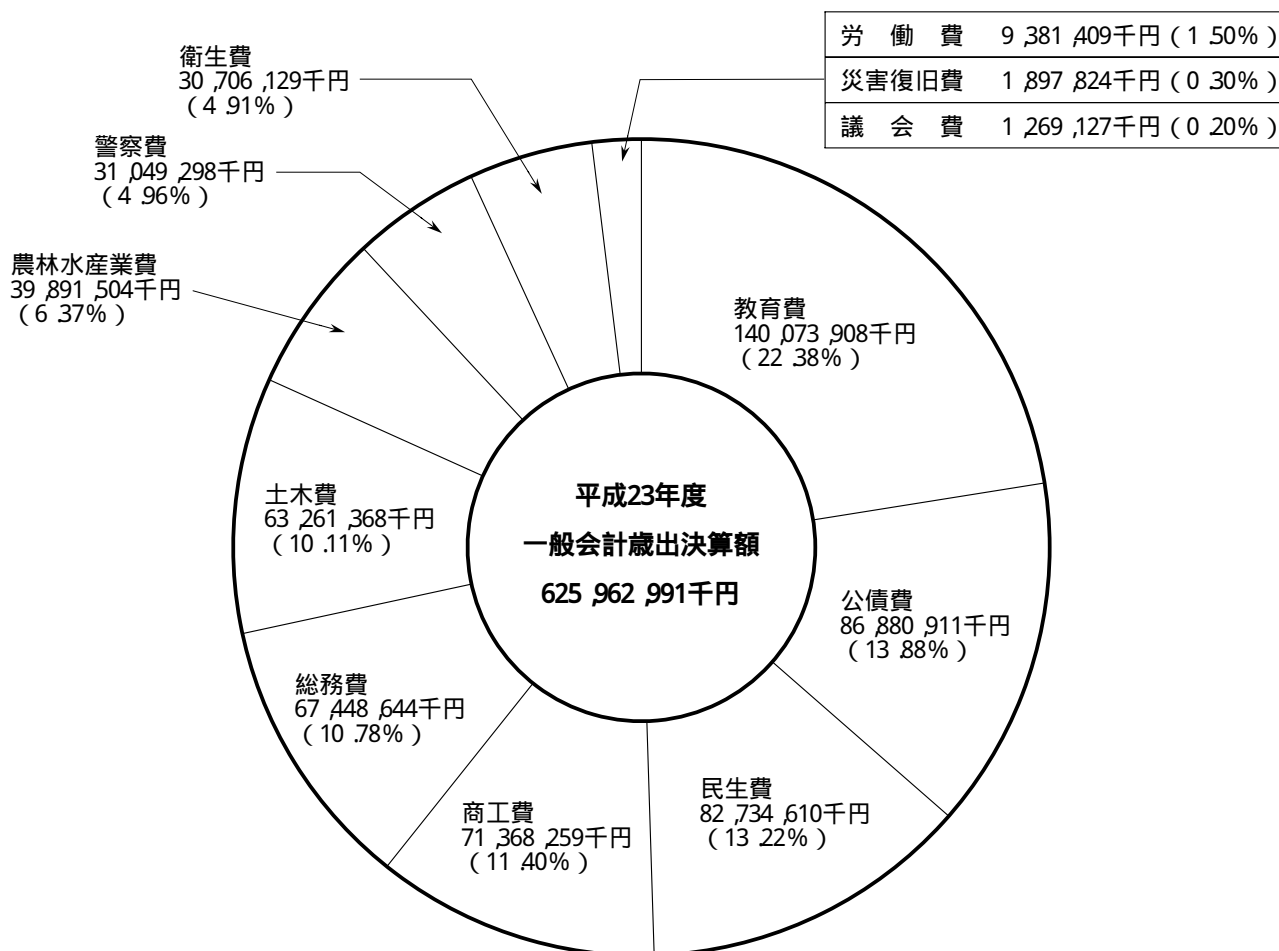 労働費 9,381,409千円(1.50%)
災害復旧費 1,897,824千円(0.30%)
議会費 1,269,127千円(0.20%)
衛生費
30,706,129千円
(4.91%)
警察費
31,049,298千円
(4.96%)
農林水産業費
39,891,504千円
(6.37%)
教育費
140,073,908千円
(22.38%)
土木費
63,261,368千円
(10.11%)
平成23年度
一般会計歳出決算額
625,962,991千円
公債費
86,880,911千円
(13.88%)
総務費
67,448,644千円
(10.78%)
民生費
82,734,610千円
(13.22%)
商工費
71,368,259千円
(11.40%)